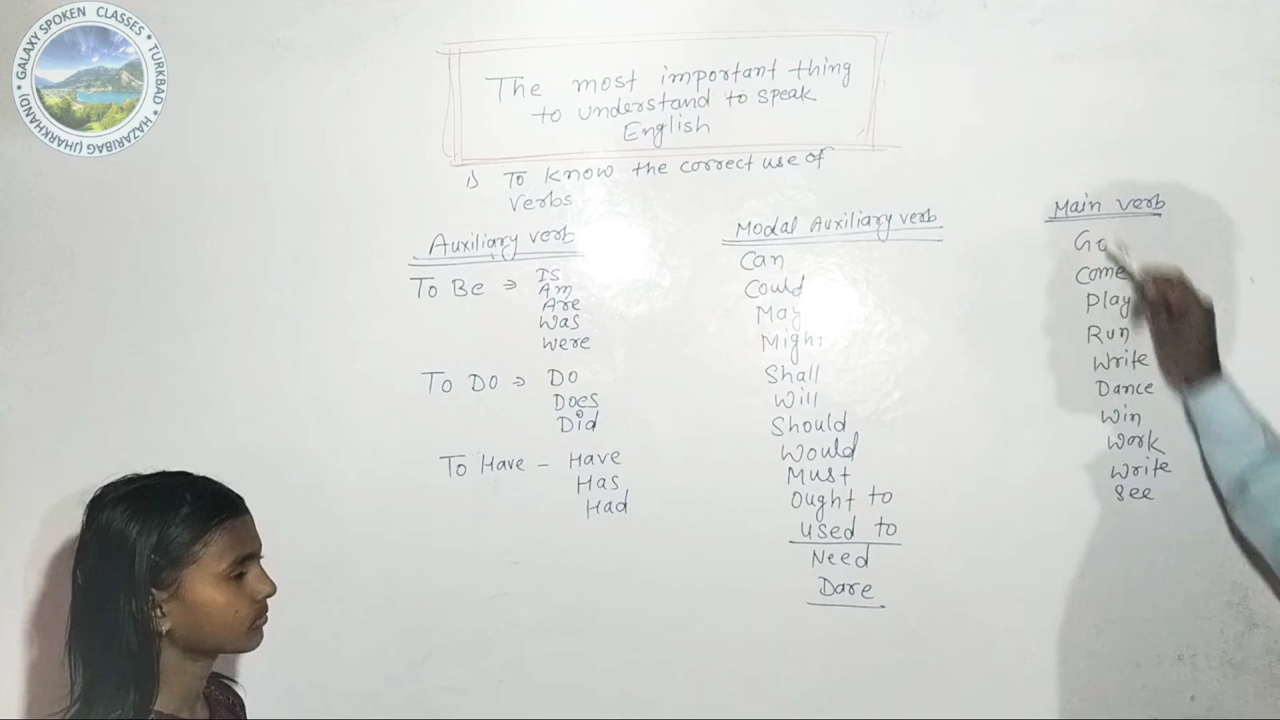 GALAXY SPOKEN CLASSES • TURKBAD • HAZARIBAG (JHARKHAND) •
The most important thing
to understand to speak
English
1) To know the correct use of
verbs
Auxiliary verb
To Be ⇒ Is
Am
Are
Was
Were
To Do ⇒ Do
Does
Did
To Have – Have
Has
Had
Modal Auxiliary verb
Can
Could
May
Might
Shall
Will
Should
Would
Must
Ought to
used to
Need
Dare
Main verb
Go
Come
Play
Run
Write
Dance
Win
Work
Write
See